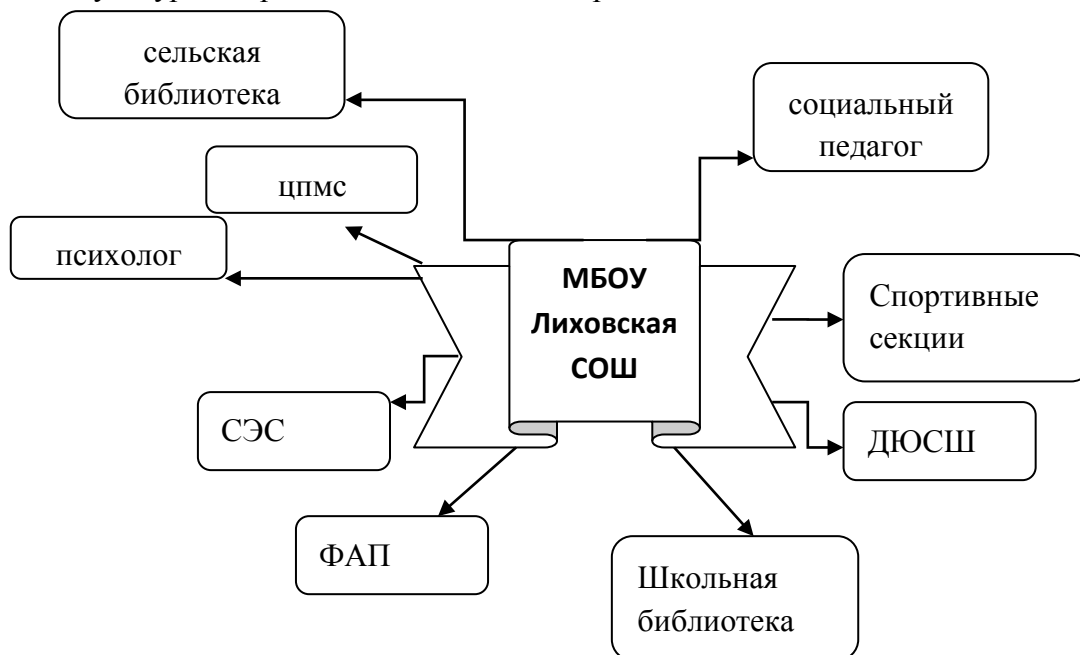 сельская
библиотека
социальный
педагог
цпмс
психолог
МБОУ
Лиховская
СОШ
Спортивные
секции
СЭС
ДЮСШ
ФАП
Школьная
библиотека